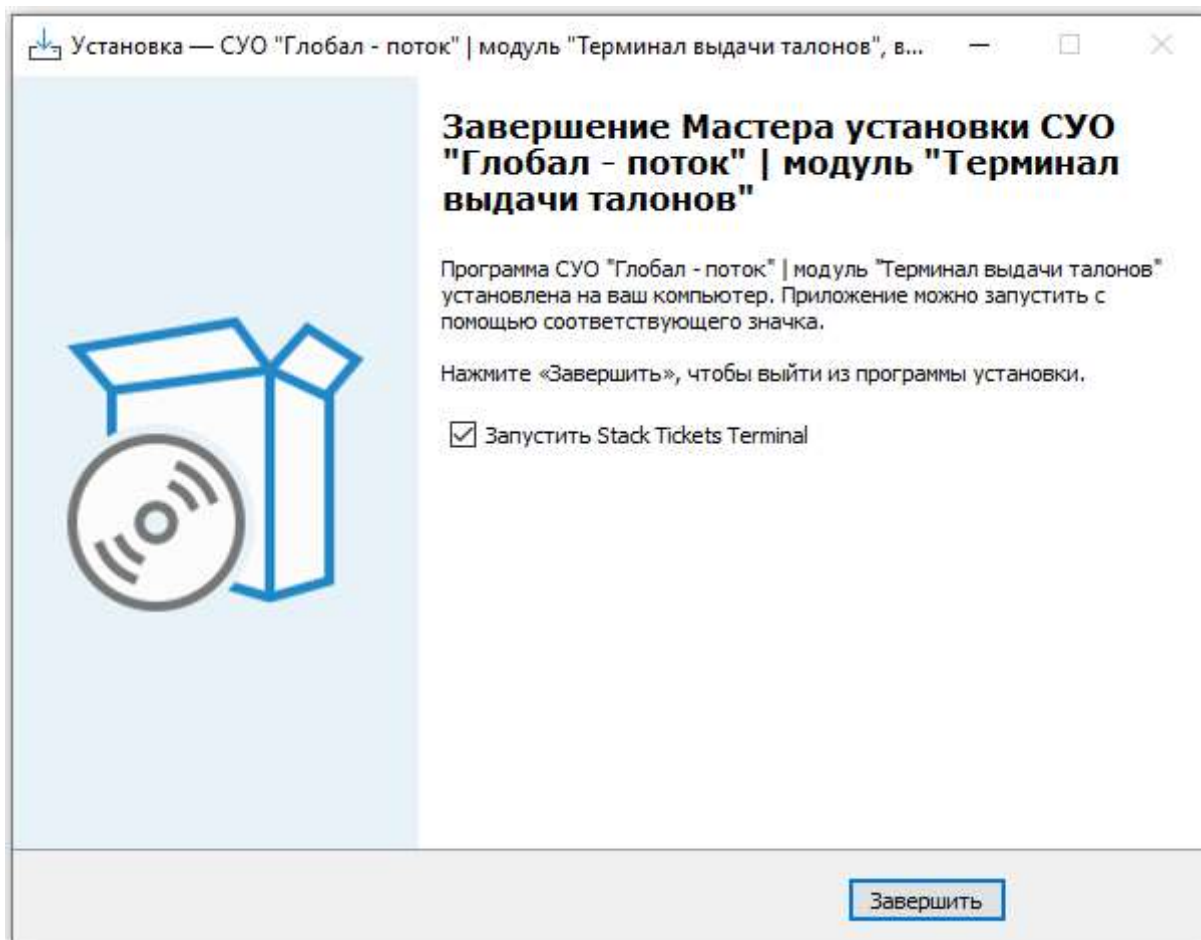 Установка — СУО "Глобал - поток" | модуль "Терминал выдачи талонов", в...
Завершение Мастера установки СУО
"Глобал - поток" | модуль "Терминал
выдачи талонов"
Программа СУО "Глобал - поток" | модуль "Терминал выдачи талонов"
установлена на ваш компьютер. Приложение можно запустить с
помощью соответствующего значка.
Нажмите «Завершить», чтобы выйти из программы установки.
Запустить Stack Tickets Terminal
Завершить